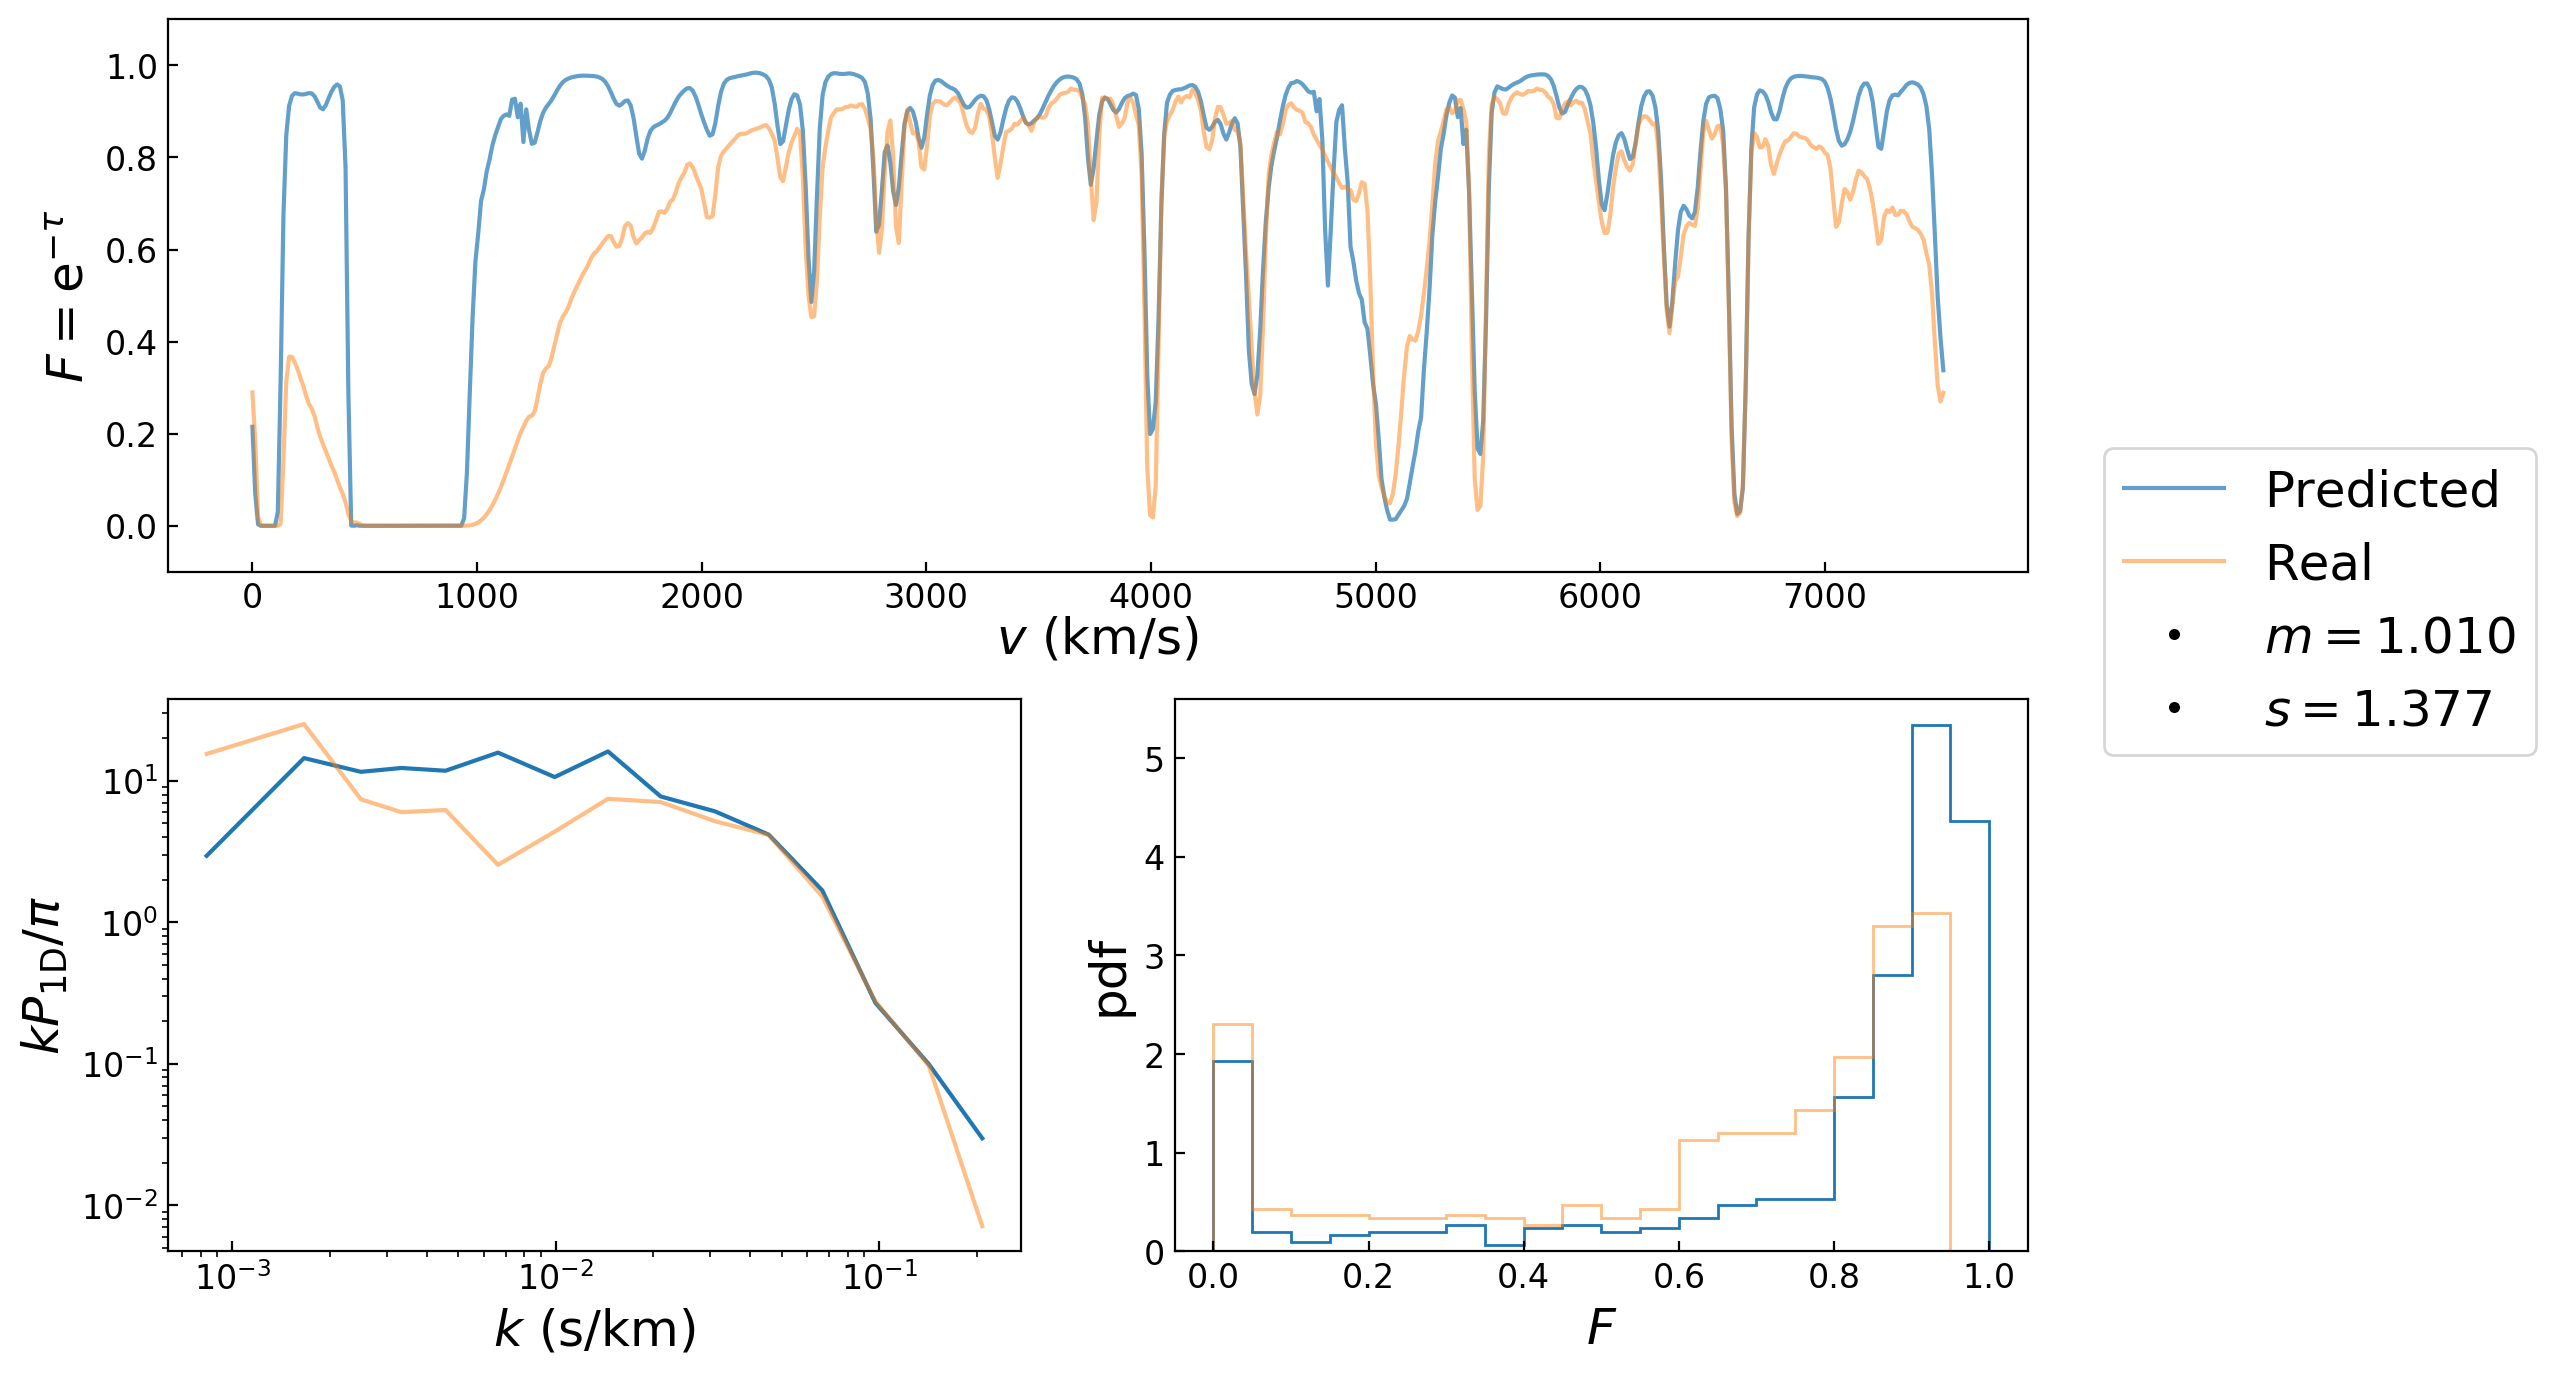 1.0
0.8
0.6
0.4
0.2
0.0
F = e^{−τ}
0 1000 2000 3000 4000 5000 6000 7000
v (km/s)
Predicted
Real
m = 1.010
s = 1.377
10^1
10^0
10^{−1}
10^{−2}
kP_{1D}/π
10^{−3} 10^{−2} 10^{−1}
k (s/km)
5
4
3
2
1
0
pdf
0.0 0.2 0.4 0.6 0.8 1.0
F